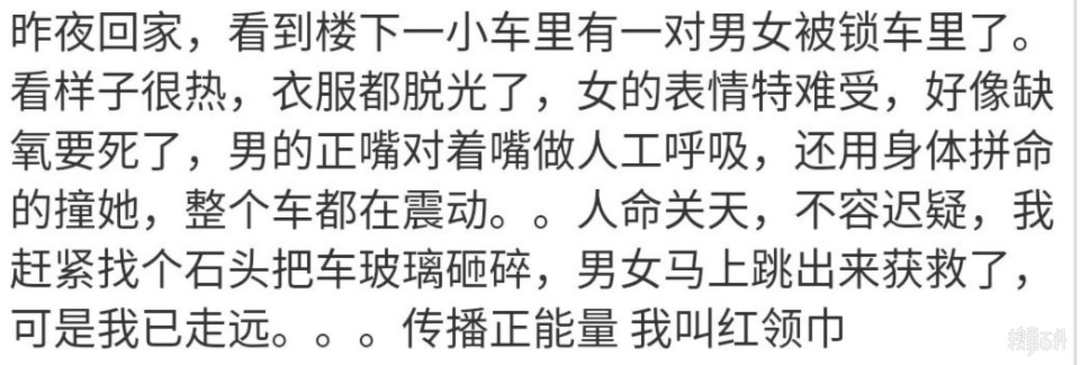 昨夜回家，看到楼下一小车里有一对男女被锁车里了。
看样子很热，衣服都脱光了，女的表情特难受，好像缺
氧要死了，男的正嘴对着嘴做人工呼吸，还用身体拼命
的撞她，整个车都在震动。。人命关天，不容迟疑，我
赶紧找个石头把车玻璃砸碎，男女马上跳出来获救了，
可是我已走远。。。传播正能量 我叫红领巾